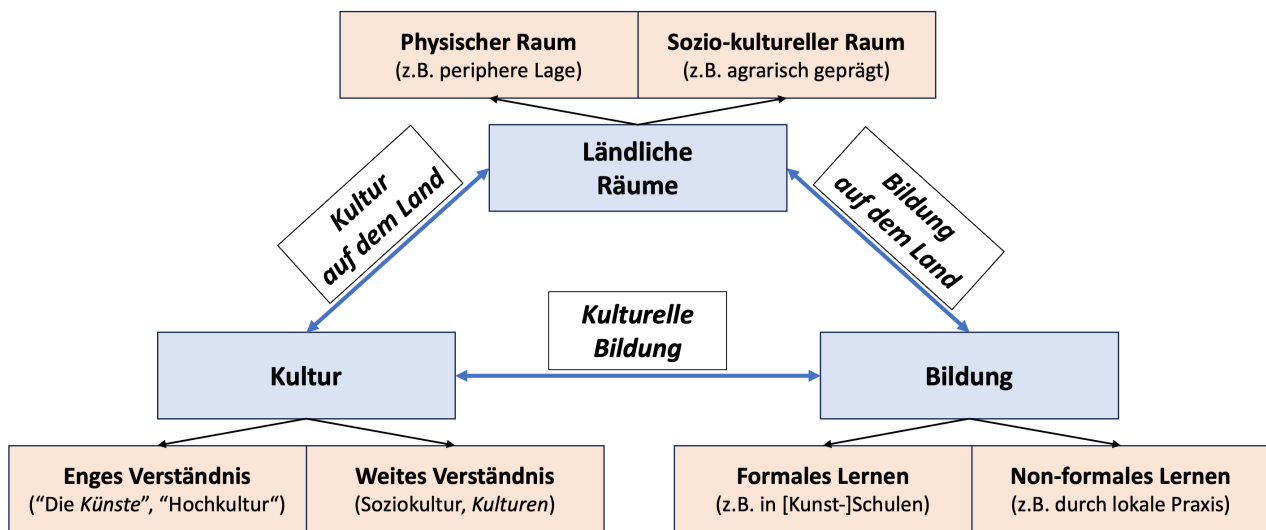 Physischer Raum
(z.B. periphere Lage)
Sozio-kultureller Raum
(z.B. agrarisch geprägt)
Ländliche
Räume
Kultur
auf dem Land
Bildung
auf dem Land
Kulturelle
Bildung
Kultur
Bildung
Enges Verständnis
(“Die Künste”, “Hochkultur“)
Weites Verständnis
(Soziokultur, Kulturen)
Formales Lernen
(z.B. in [Kunst-]Schulen)
Non-formales Lernen
(z.B. durch lokale Praxis)